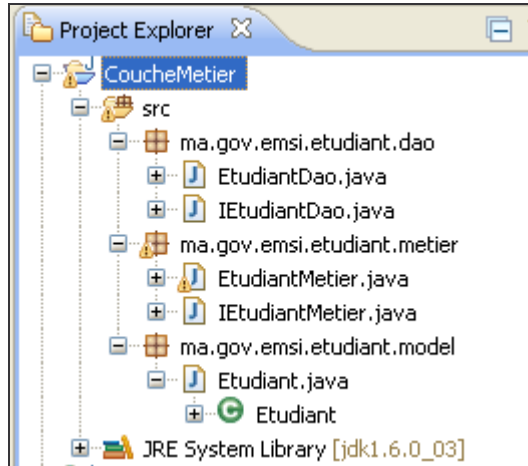 Project Explorer
CoucheMetier
src
ma.gov.emsi.etudiant.dao
EtudiantDao.java
IEtudiantDao.java
ma.gov.emsi.etudiant.metier
EtudiantMetier.java
IEtudiantMetier.java
ma.gov.emsi.etudiant.model
Etudiant.java
Etudiant
JRE System Library [jdk1.6.0_03]